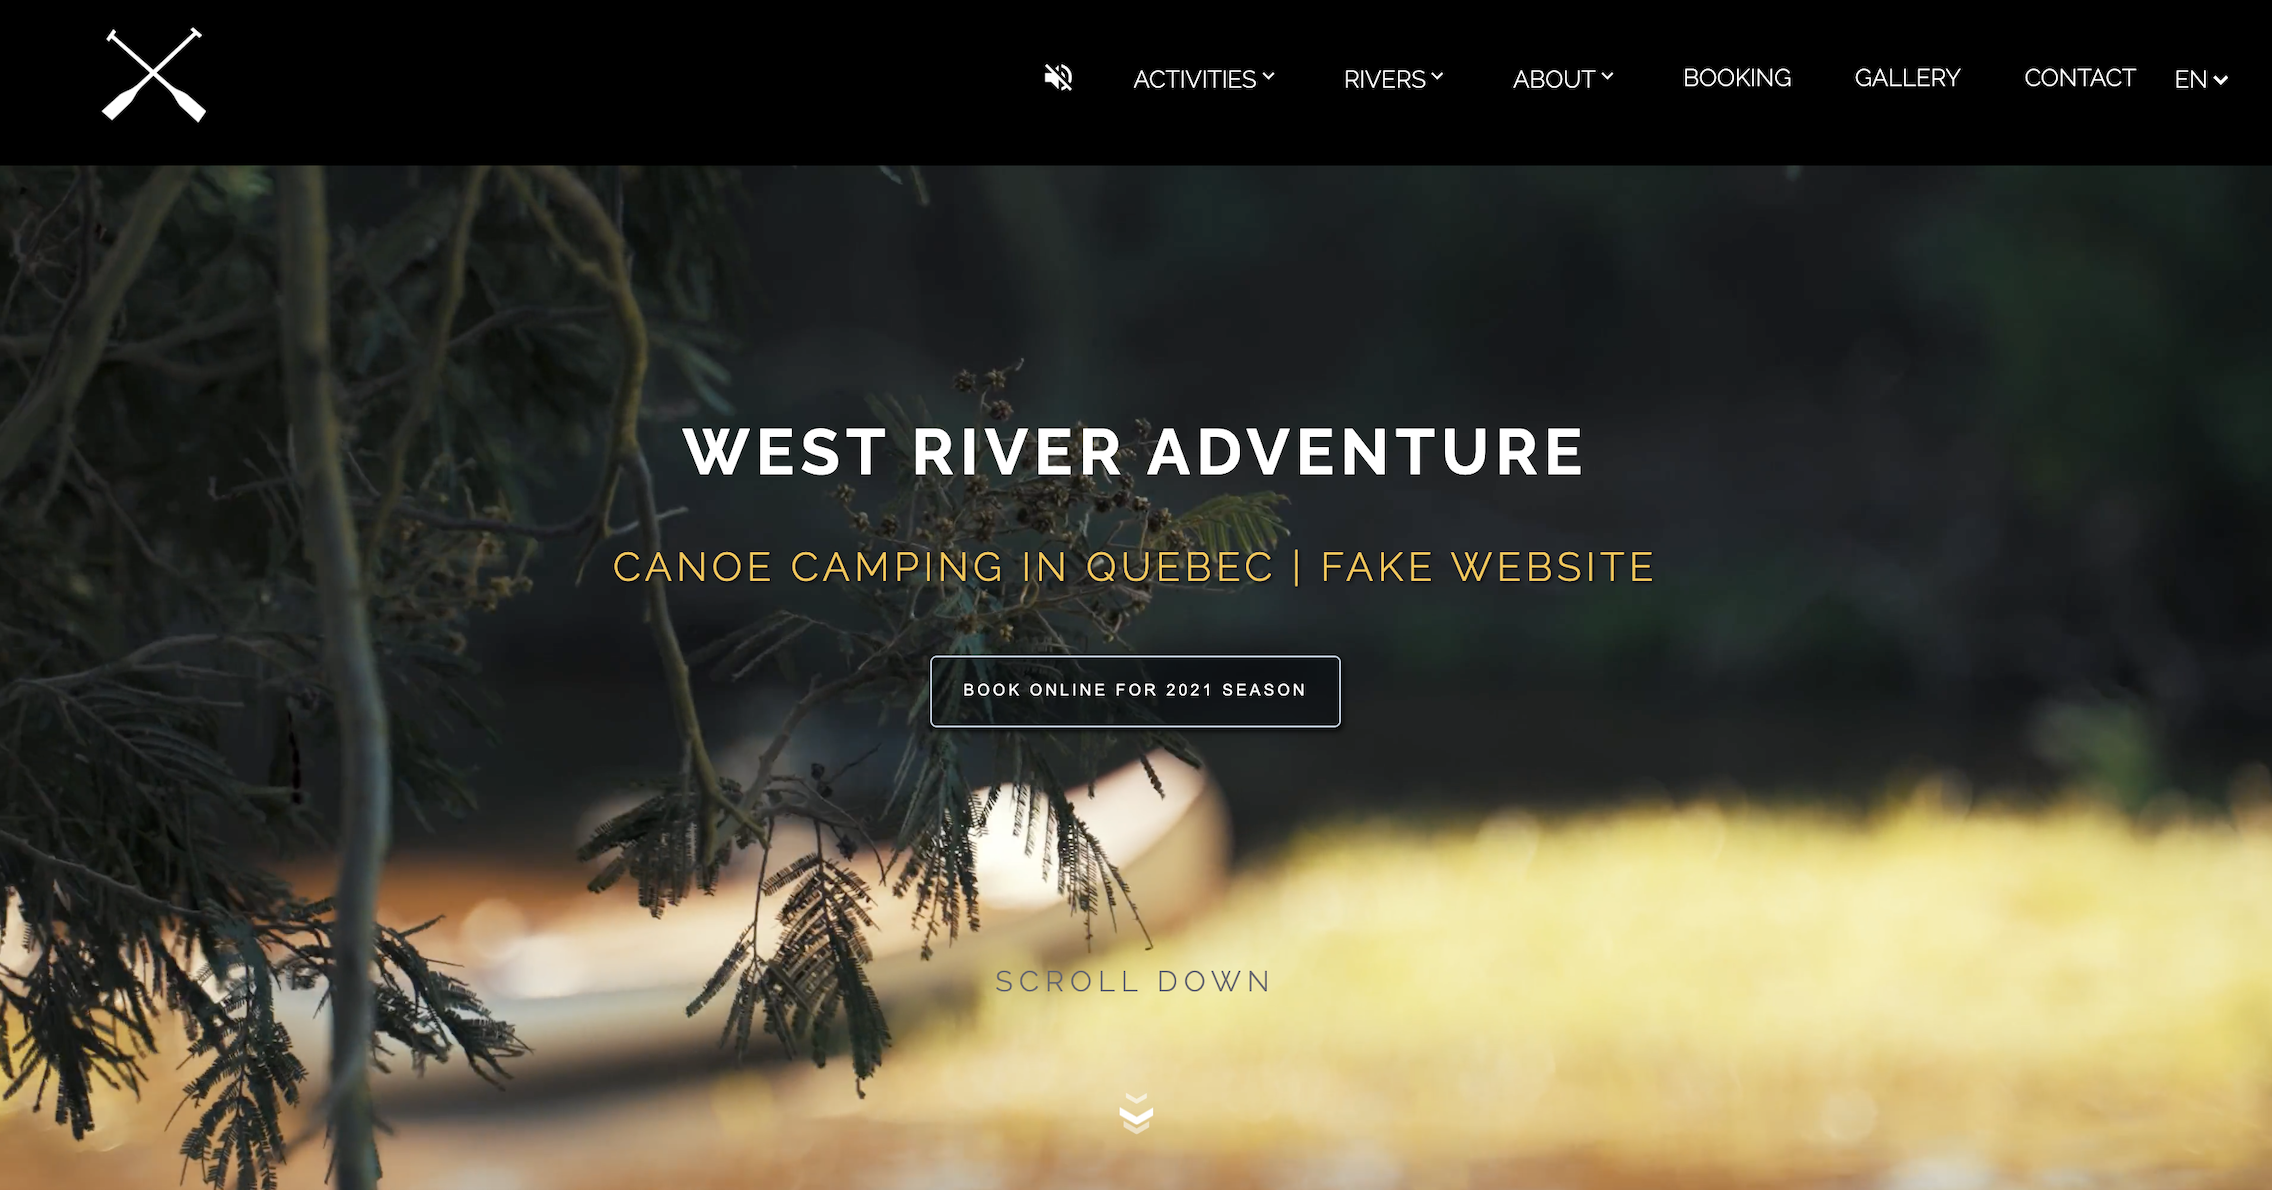 ACTIVITIES
RIVERS
ABOUT
BOOKING
GALLERY
CONTACT
EN
WEST RIVER ADVENTURE
CANOE CAMPING IN QUEBEC | FAKE WEBSITE
BOOK ONLINE FOR 2021 SEASON
SCROLL DOWN